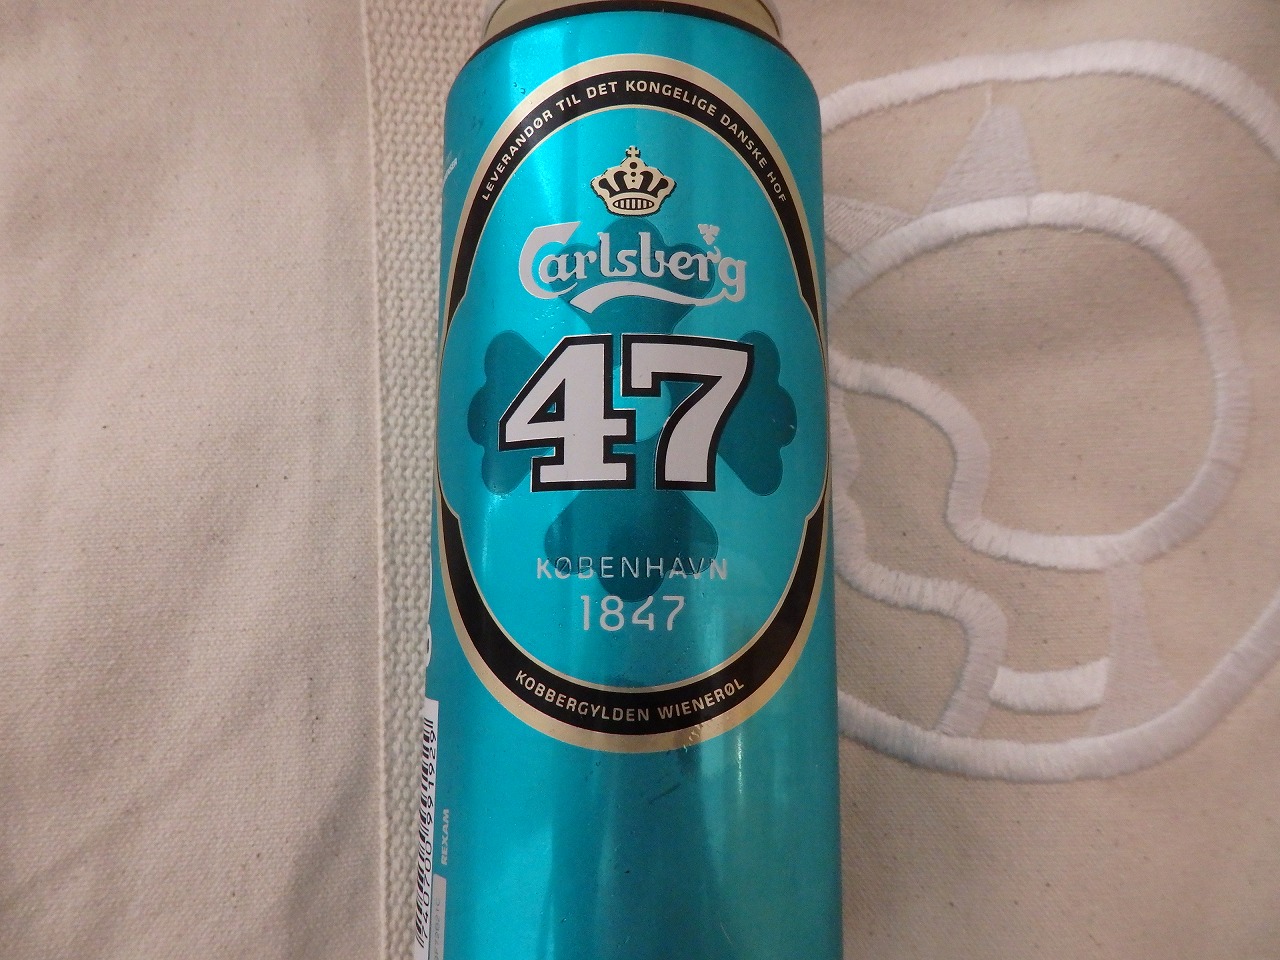 LEVERANDØR TIL DET KONGELIGE DANSKE HOF
Carlsberg
47
KØBENHAVN
1847
KOBBERGYLDEN WIENERØL
REXAM